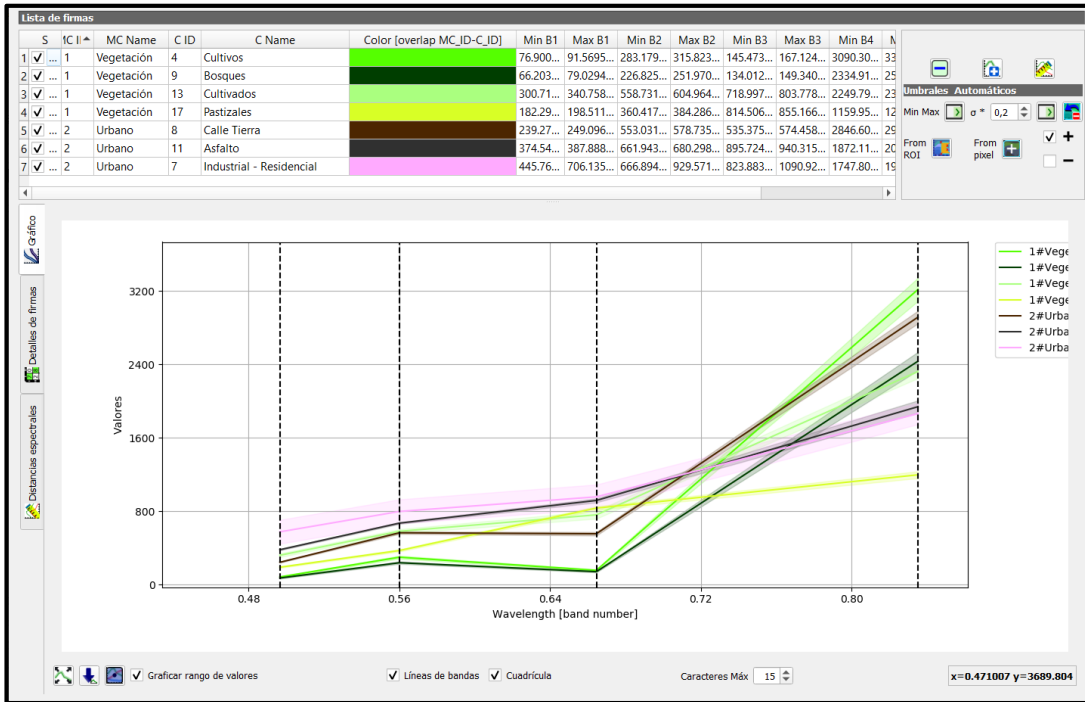 Lista de firmas
S MC Name C ID C Name Color [overlap MC_ID-C_ID] Min B1 Max B1 Min B2 Max B2 Min B3 Max B3 Min B4
1 ... 1 Vegetación 4 Cultivos 76.900... 91.5695... 283.179... 315.823... 145.473... 167.124... 3090.30... 33
2 ... 1 Vegetación 9 Bosques 66.203... 79.0294... 226.825... 251.970... 134.012... 149.340... 2334.91... 25
3 ... 1 Vegetación 13 Cultivados 300.71... 340.758... 558.731... 604.964... 718.997... 803.778... 2249.79... 23
4 ... 1 Vegetación 17 Pastizales 182.29... 198.511... 360.417... 384.286... 814.506... 855.166... 1159.95... 12
5 ... 2 Urbano 8 Calle Tierra 239.27... 249.096... 553.031... 578.735... 535.375... 574.458... 2846.60... 29
6 ... 2 Urbano 11 Asfalto 374.54... 387.888... 661.943... 680.298... 895.724... 940.315... 1872.11... 20
7 ... 2 Urbano 7 Industrial - Residencial 445.76... 706.135... 666.894... 929.571... 823.883... 1090.92... 1747.80... 19
Umbrales Automáticos
Min Max σ * 0,2
From ROI From pixel + −
Gráfico
Detalles de firmas
Distancias espectrales
Valores
3200
2400
1600
800
0
0.48 0.56 0.64 0.72 0.80
Wavelength [band number]
1#Vege
1#Vege
1#Vege
1#Vege
2#Urba
2#Urba
2#Urba
Graficar rango de valores Líneas de bandas Cuadrícula Caracteres Máx 15 x=0.471007 y=3689.804